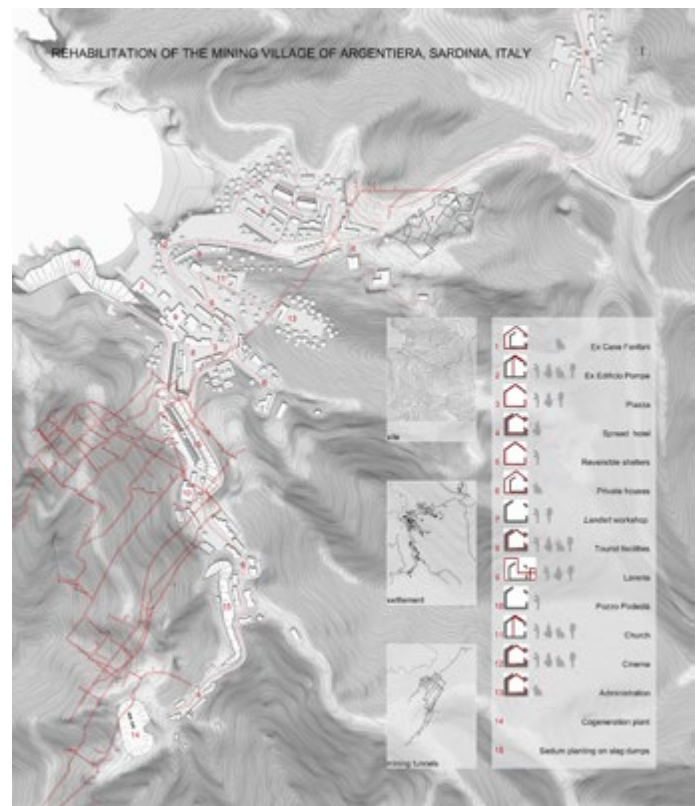 REHABILITATION OF THE MINING VILLAGE OF ARGENTIERA, SARDINIA, ITALY
site
settlement
mining tunnels
1 Ex Casa Fanfani
2 Ex Edificio Pompe
3 Piazza
4 Spread hotel
5 Reversible shelters
6 Private houses
7 Landart workshop
8 Tourist facilities
9 Laveria
10 Pozzo Podestà
11 Church
12 Cinema
13 Administration
14 Cogeneration plant
15 Sedum planting on slag dumps